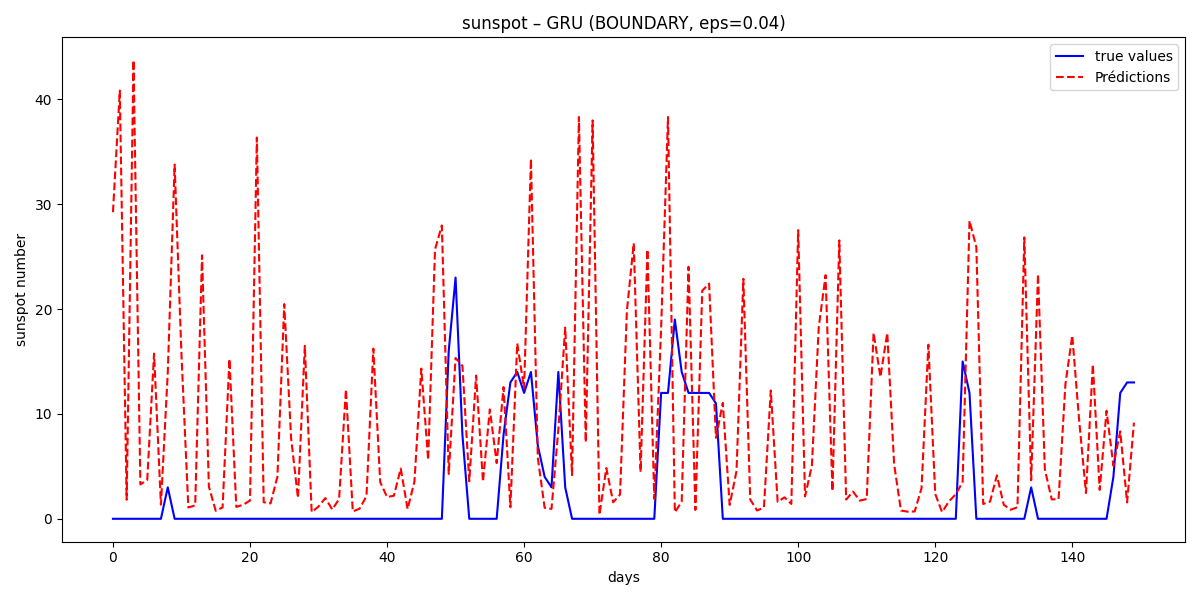 sunspot – GRU (BOUNDARY, eps=0.04)
true values
Prédictions
sunspot number
40
30
20
10
0
0 20 40 60 80 100 120 140
days